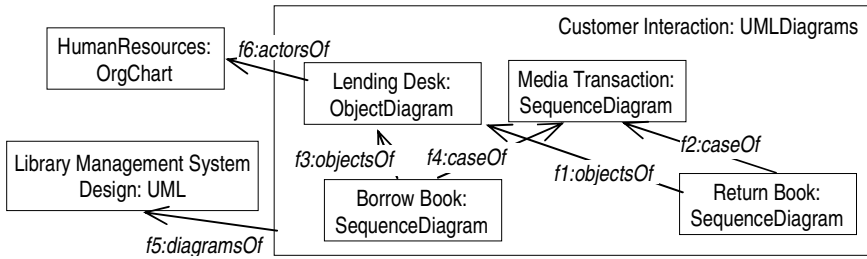 Customer Interaction: UMLDiagrams
HumanResources:
OrgChart
f6:actorsOf
Lending Desk:
ObjectDiagram
Media Transaction:
SequenceDiagram
f3:objectsOf
f4:caseOf
f2:caseOf
f1:objectsOf
Library Management System
Design: UML
Borrow Book:
SequenceDiagram
Return Book:
SequenceDiagram
f5:diagramsOf